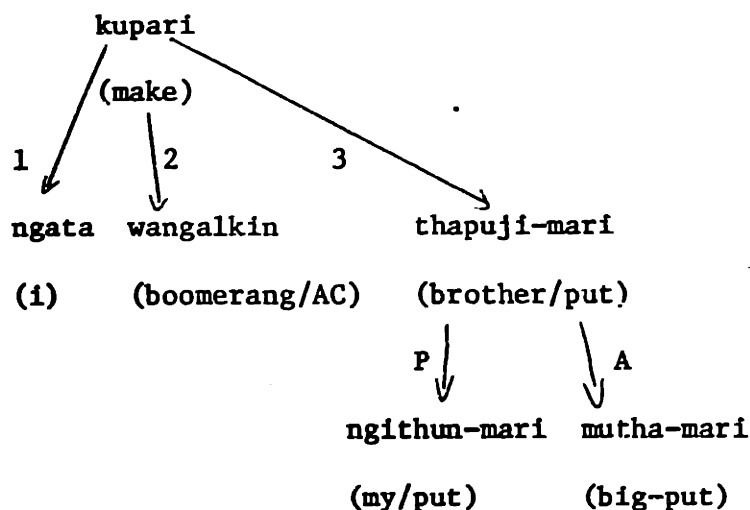 kupari
(make)
1 2 3
ngata wangalkin thapuji-mari
(i) (boomerang/AC) (brother/put)
P A
ngithun-mari mutha-mari
(my/put) (big-put)